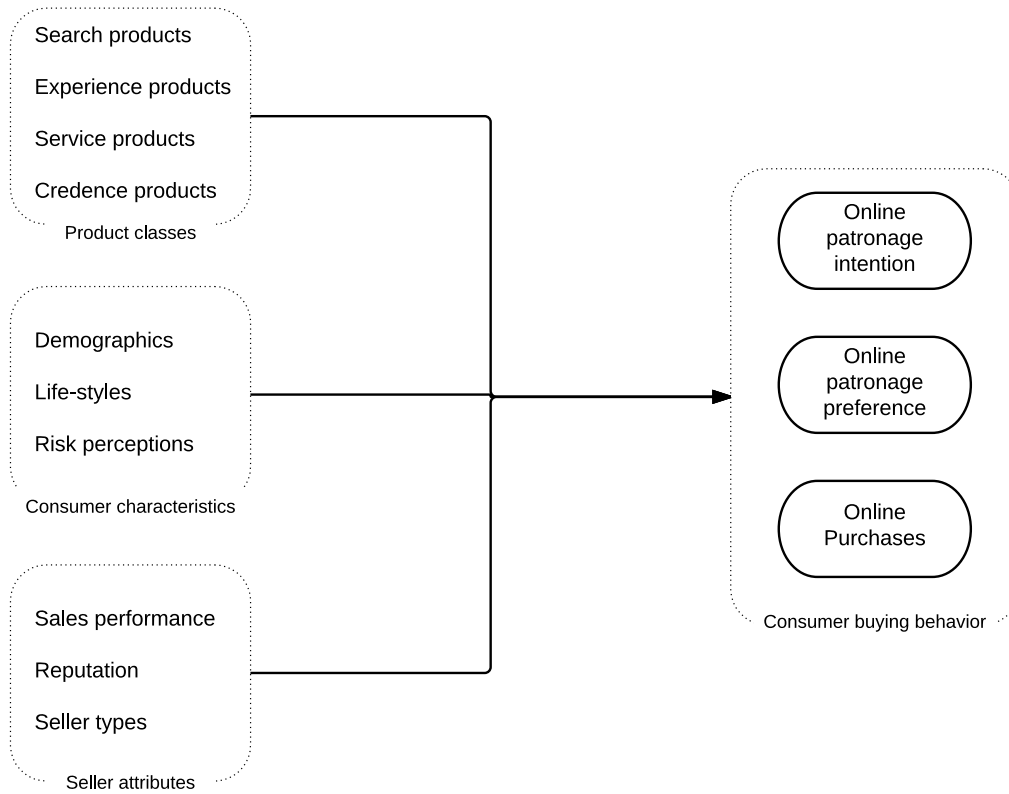 Search products
Experience products
Service products
Credence products
Product classes
Demographics
Life-styles
Risk perceptions
Consumer characteristics
Sales performance
Reputation
Seller types
Seller attributes
Online
patronage
intention
Online
patronage
preference
Online
Purchases
Consumer buying behavior